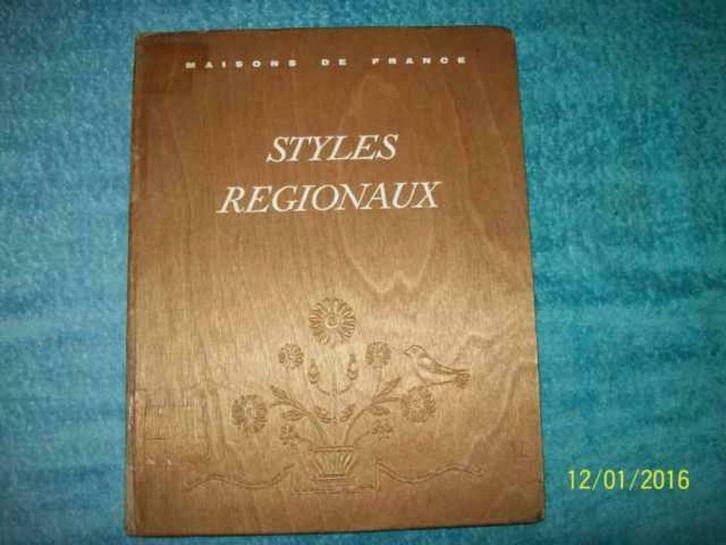 MAISONS DE FRANCE
STYLES
REGIONAUX
12/01/2016